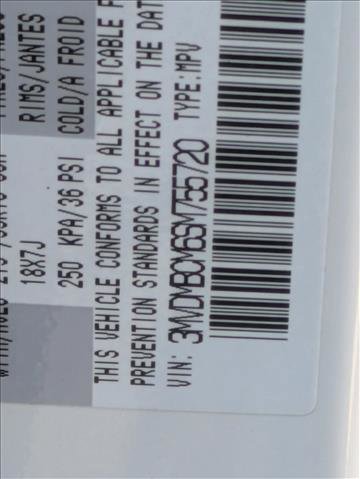 18X7J RIMS/JANTES
250 KPA/36 PSI COLD/A FROID
THIS VEHICLE CONFORMS TO ALL APPLICABLE F
PREVENTION STANDARDS IN EFFECT ON THE DAT
VIN: 3MVDMBCM6SM755720 TYPE:MPV